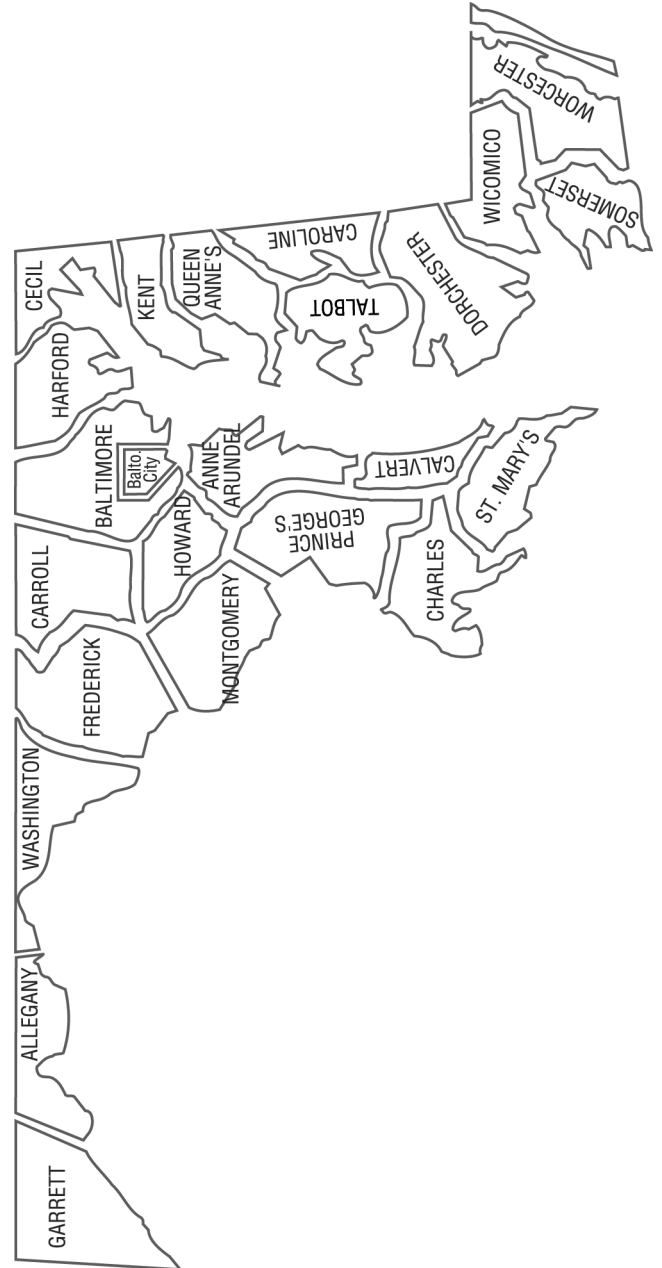 GARRETT
ALLEGANY
WASHINGTON
FREDERICK
CARROLL
BALTIMORE
Balto.
City
HARFORD
CECIL
KENT
QUEEN
ANNE'S
CAROLINE
TALBOT
HOWARD
MONTGOMERY
ANNE
ARUNDEL
PRINCE
GEORGE'S
CALVERT
CHARLES
ST. MARY'S
DORCHESTER
WICOMICO
SOMERSET
WORCESTER